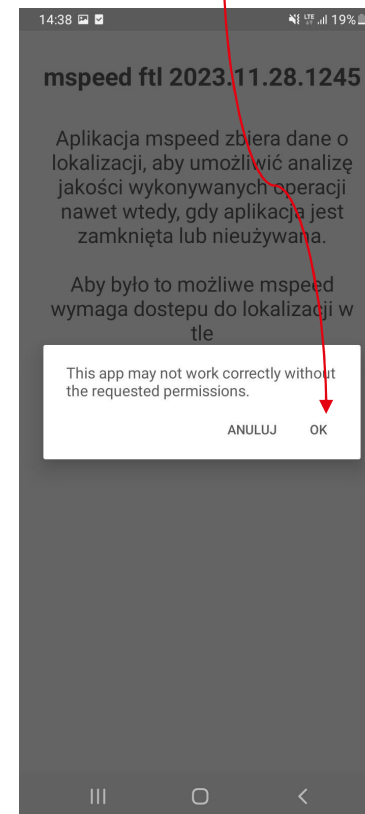 14:38 LTE 19%
mspeed ftl 2023.11.28.1245
Aplikacja mspeed zbiera dane o
lokalizacji, aby umożliwić analizę
jakości wykonywanych operacji
nawet wtedy, gdy aplikacja jest
zamknięta lub nieużywana.
Aby było to możliwe mspeed
wymaga dostepu do lokalizacji w
tle
This app may not work correctly without
the requested permissions.
ANULUJ OK